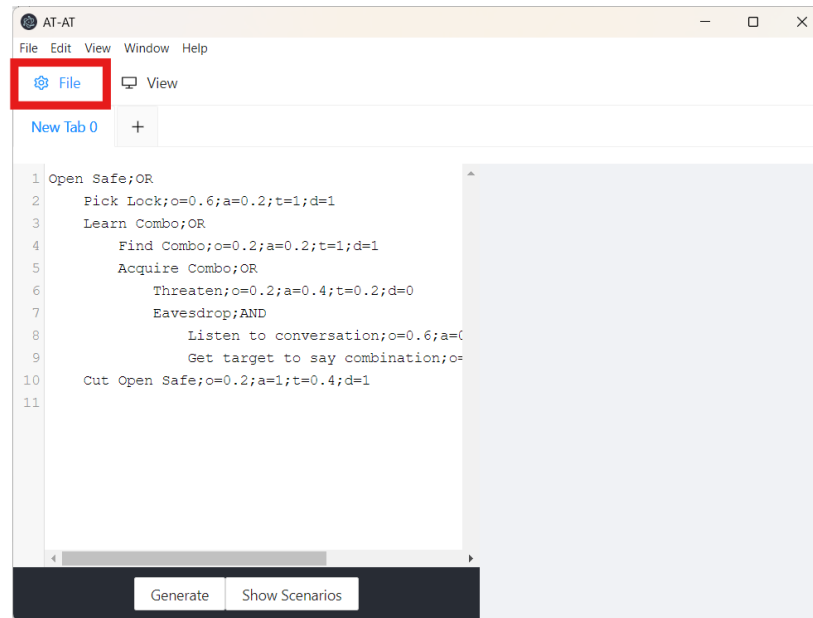 AT-AT
File Edit View Window Help
File View
New Tab 0 +
1 Open Safe;OR
2 Pick Lock;o=0.6;a=0.2;t=1;d=1
3 Learn Combo;OR
4 Find Combo;o=0.2;a=0.2;t=1;d=1
5 Acquire Combo;OR
6 Threaten;o=0.2;a=0.4;t=0.2;d=0
7 Eavesdrop;AND
8 Listen to conversation;o=0.6;a=
9 Get target to say combination;o=
10 Cut Open Safe;o=0.2;a=1;t=0.4;d=1
11
Generate Show Scenarios